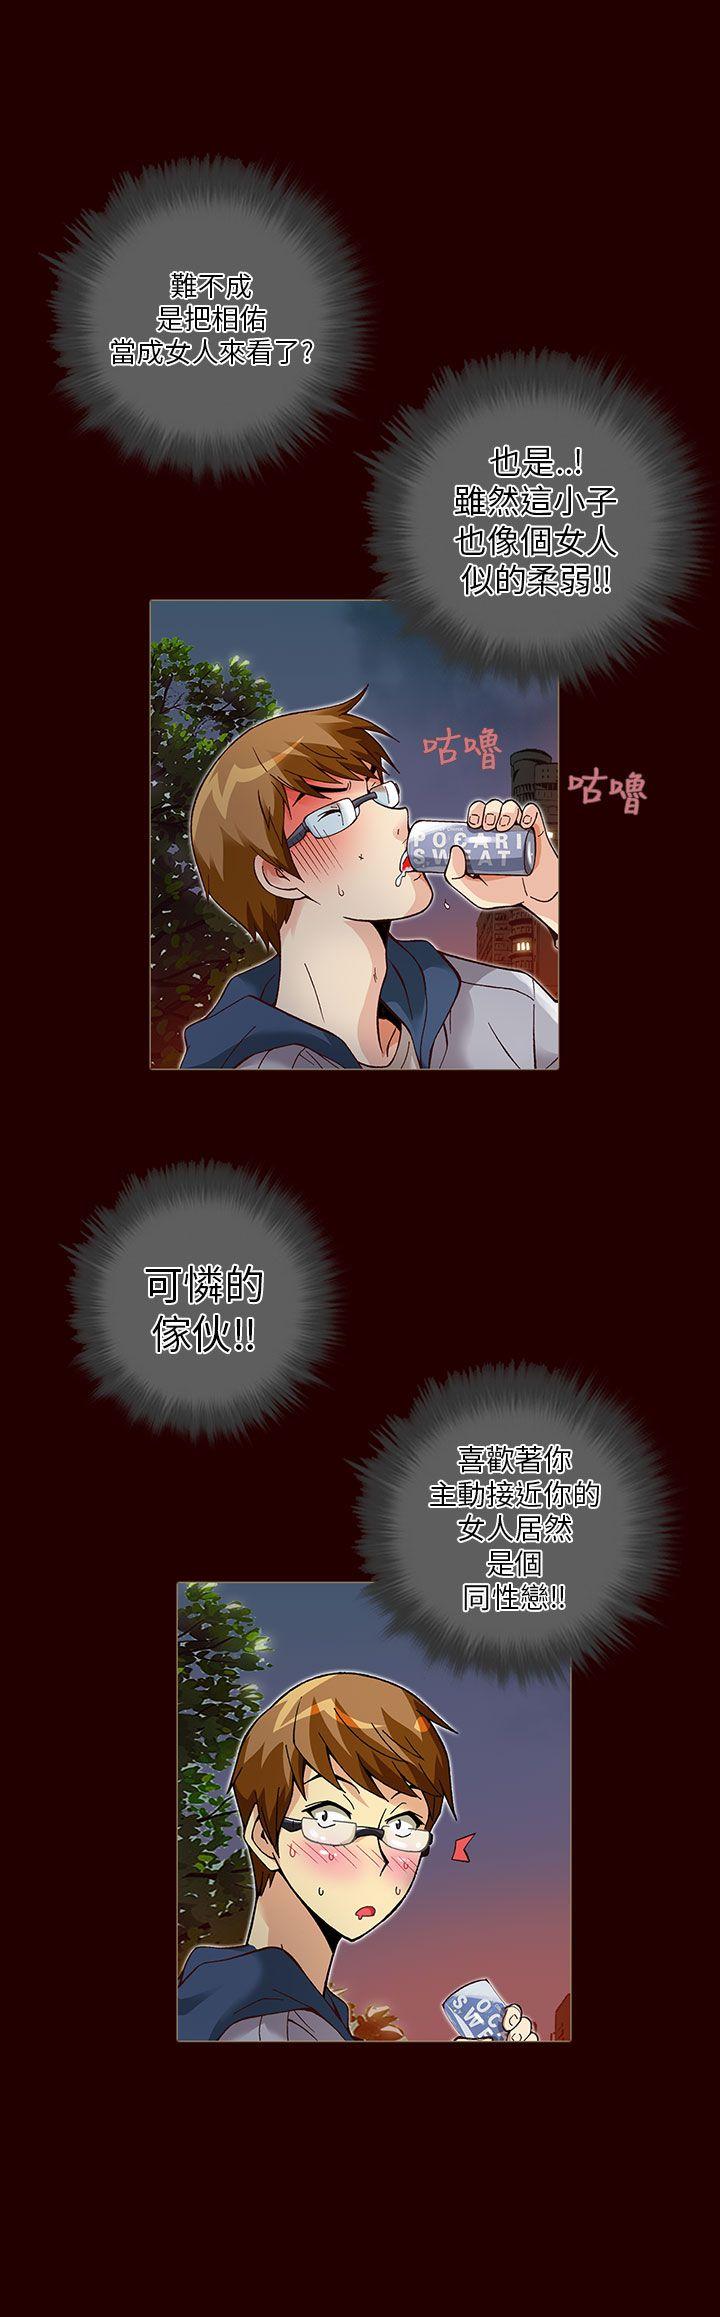 難不成
是把相佑
當成女人來看了?
也是..!
雖然這小子
也像個女人
似的柔弱!!
咕嚕
咕嚕
POCARI
SWEAT
可憐的
傢伙!!
喜歡著你
主動接近你的
女人居然
是個
同性戀!!
OC
SWE